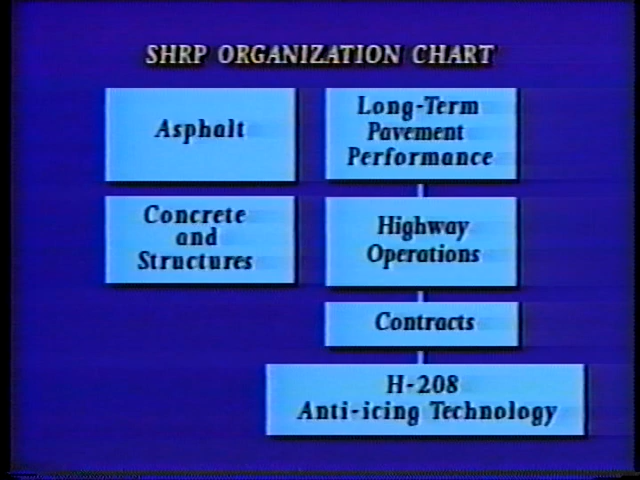 SHRP ORGANIZATION CHART
Asphalt
Long-Term
Pavement
Performance
Concrete
and
Structures
Highway
Operations
Contracts
H-208
Anti-icing Technology